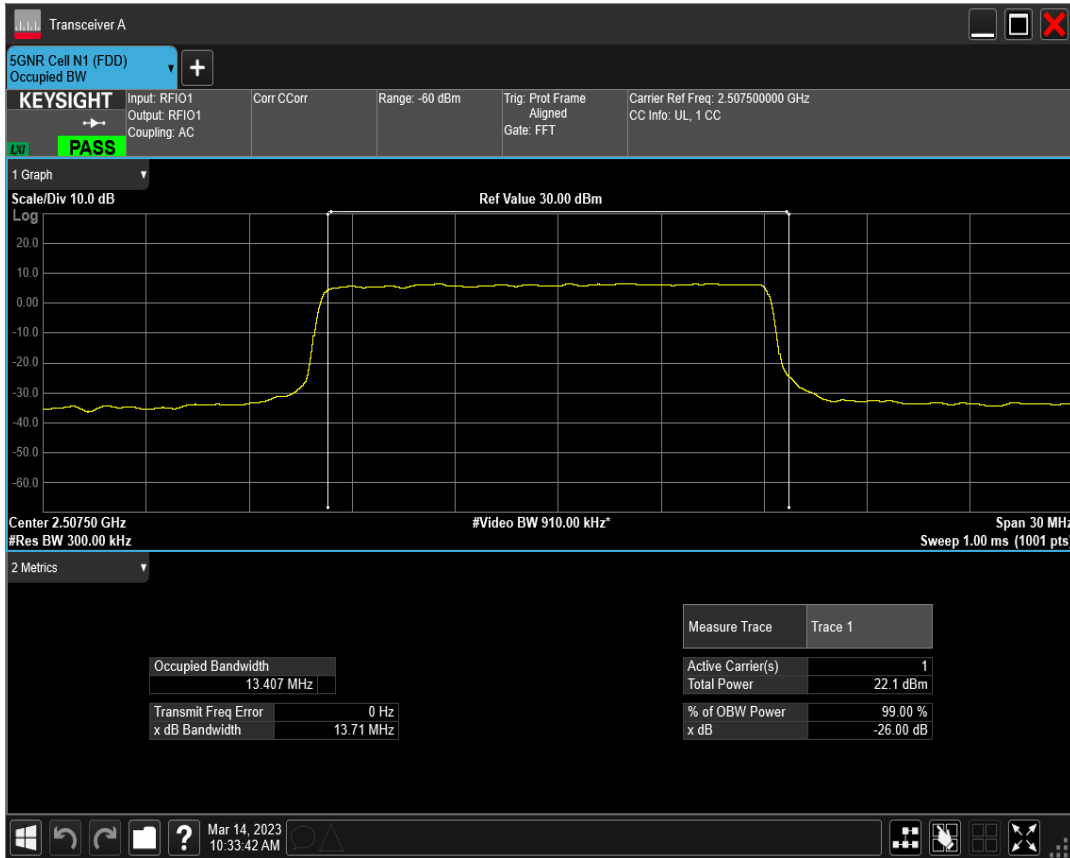 Transceiver A
5GNR Cell N1 (FDD)
Occupied BW
+
KEYSIGHT
LXI
PASS
Input: RFIO1
Output: RFIO1
Coupling: AC
Corr CCorr
Range: -60 dBm
Trig: Prot Frame
Aligned
Gate: FFT
Carrier Ref Freq: 2.507500000 GHz
CC Info: UL, 1 CC
1 Graph
Scale/Div 10.0 dB
Ref Value 30.00 dBm
Log
20.0
10.0
0.00
-10.0
-20.0
-30.0
-40.0
-50.0
-60.0
Center 2.50750 GHz
#Video BW 910.00 kHz*
Span 30 MHz
#Res BW 300.00 kHz
Sweep 1.00 ms (1001 pts)
2 Metrics
Measure Trace Trace 1
Occupied Bandwidth
13.407 MHz
Active Carrier(s) 1
Total Power 22.1 dBm
Transmit Freq Error 0 Hz
x dB Bandwidth 13.71 MHz
% of OBW Power 99.00 %
x dB -26.00 dB
?
Mar 14, 2023
10:33:42 AM